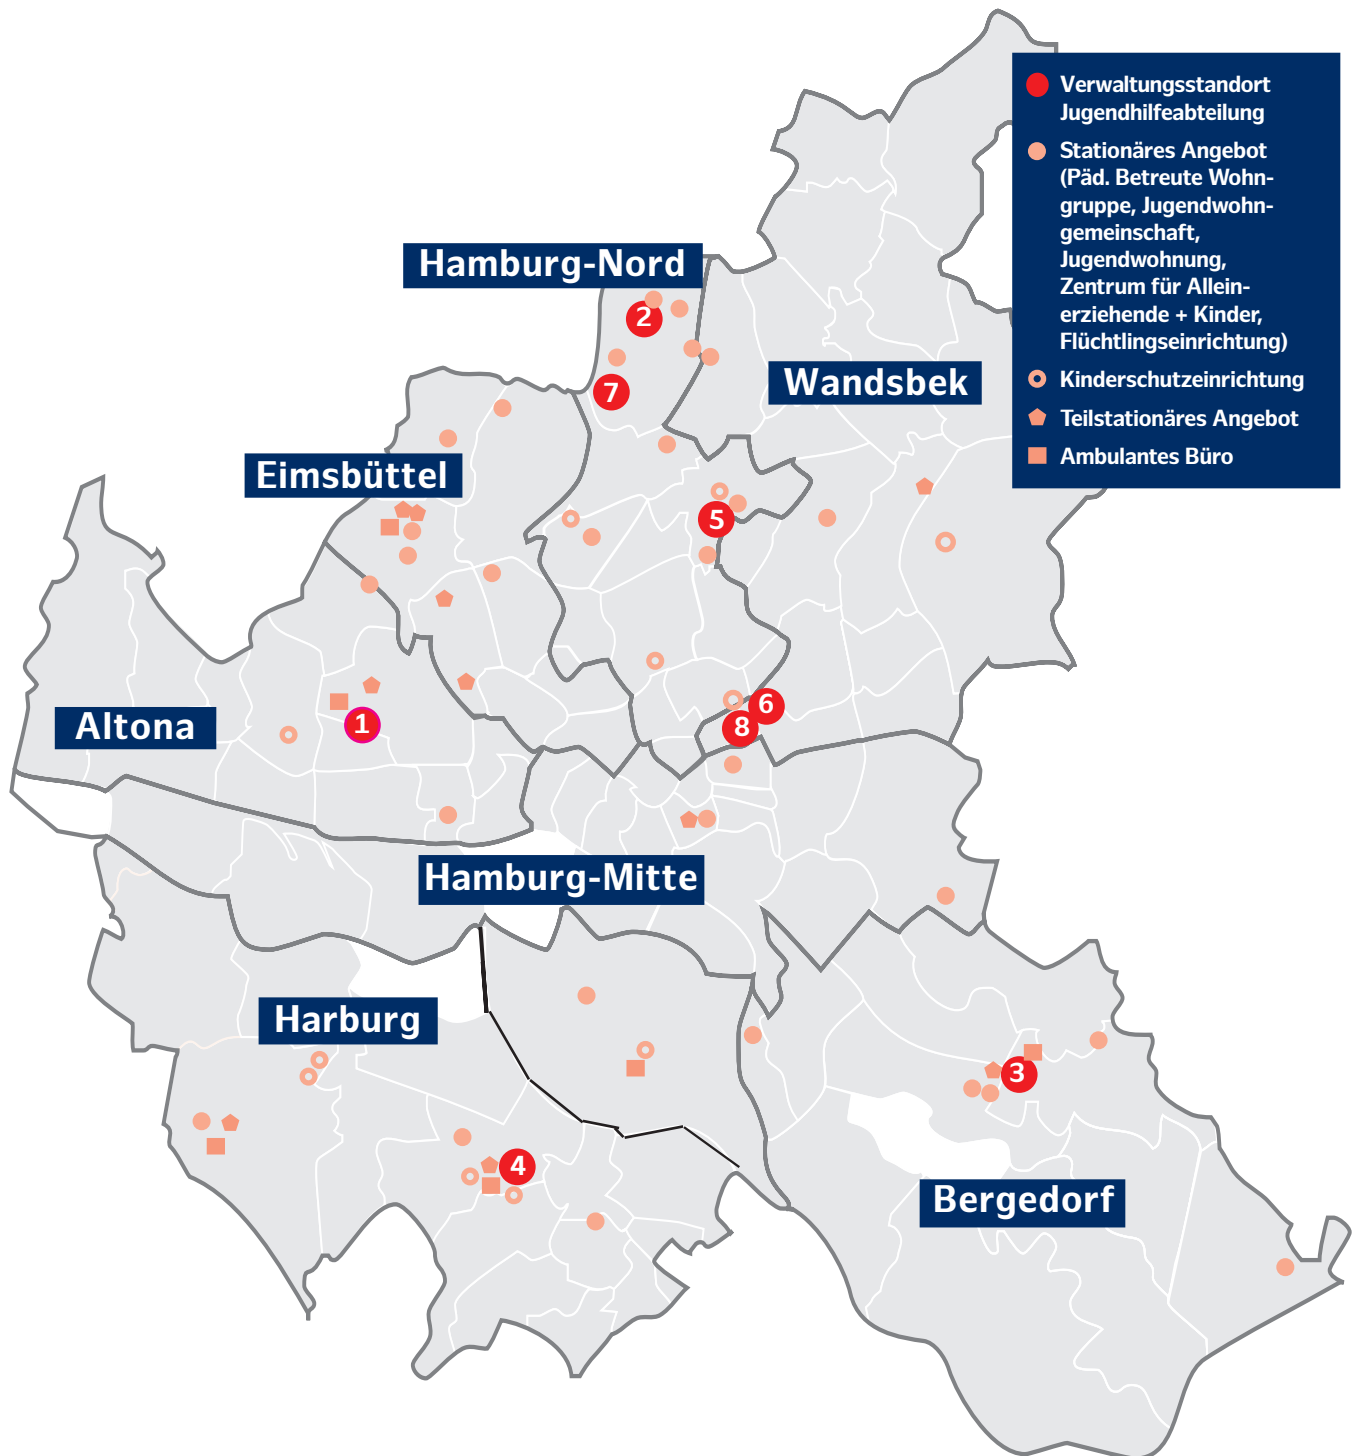 Verwaltungsstandort
Jugendhilfeabteilung
Stationäres Angebot
(Päd. Betreute Wohn-
gruppe, Jugendwohn-
gemeinschaft,
Jugendwohnung,
Zentrum für Allein-
erziehende + Kinder,
Flüchtlingseinrichtung)
Kinderschutzeinrichtung
Teilstationäres Angebot
Ambulantes Büro
Hamburg-Nord
2
7
Wandsbek
Eimsbüttel
5
6
8
Altona
1
Hamburg-Mitte
Harburg
3
4
Bergedorf